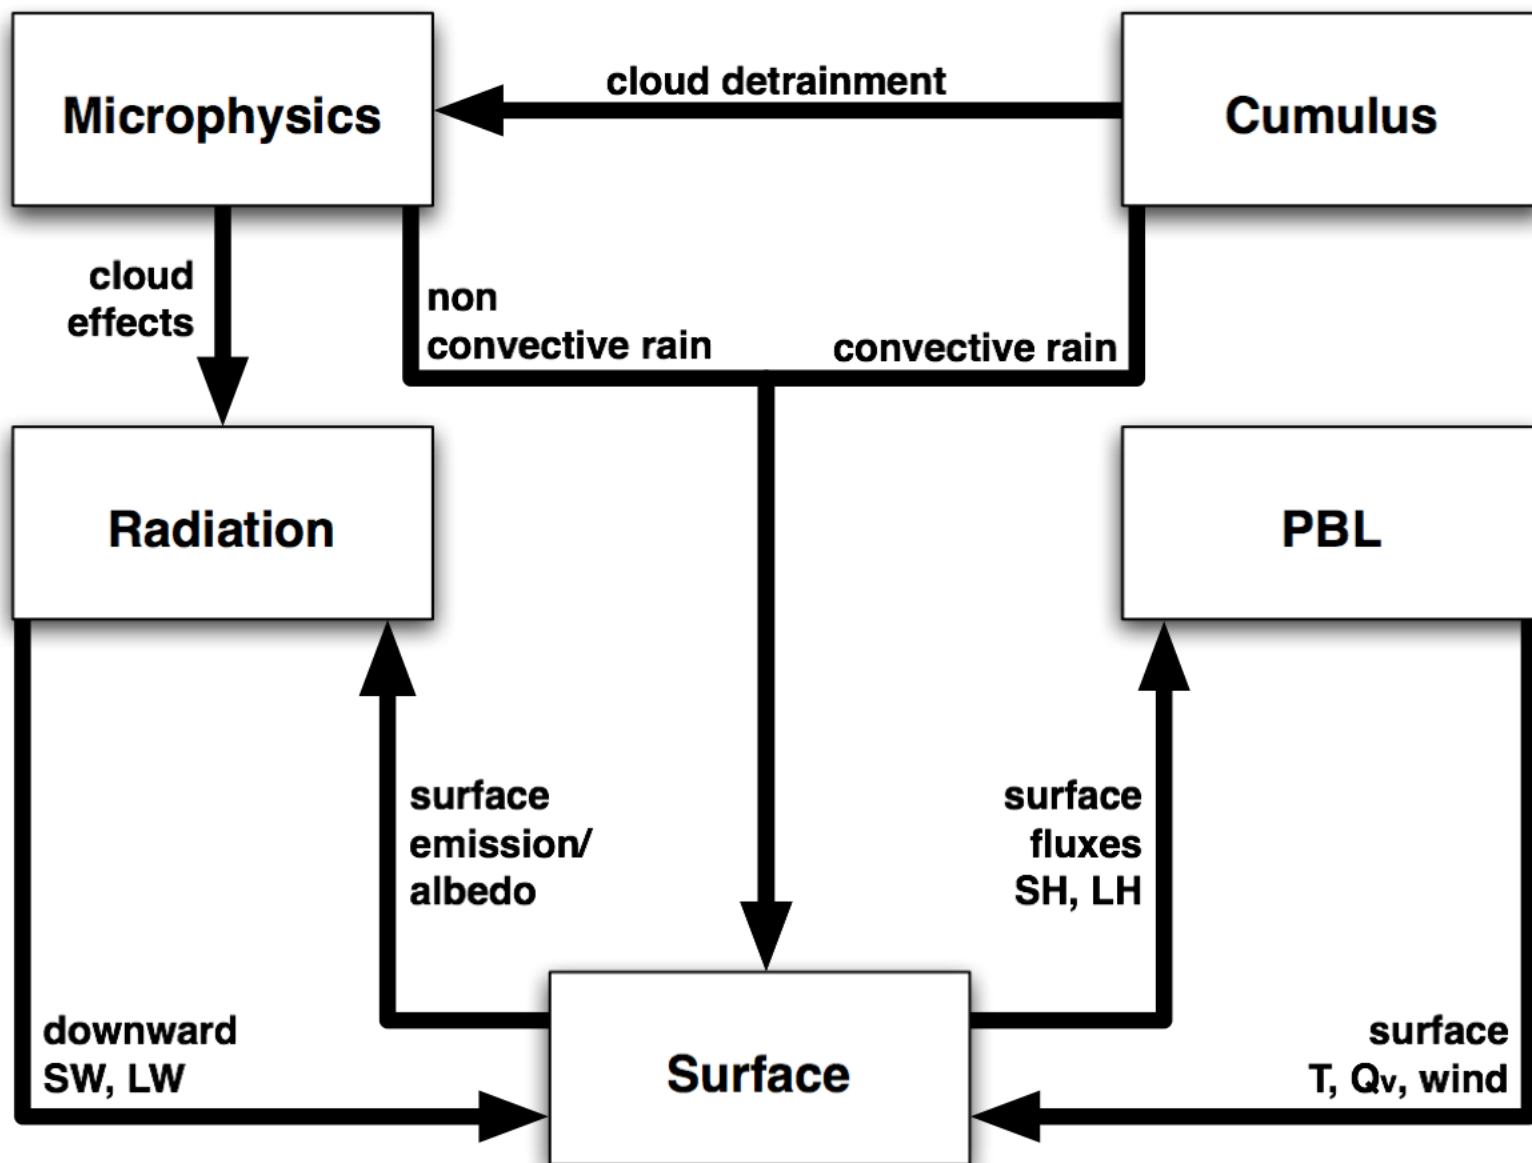 cloud detrainment
Microphysics
Cumulus
cloud
effects
non
convective rain
convective rain
Radiation
PBL
surface
emission/
albedo
surface
fluxes
SH, LH
downward
SW, LW
surface
T, Qv, wind
Surface